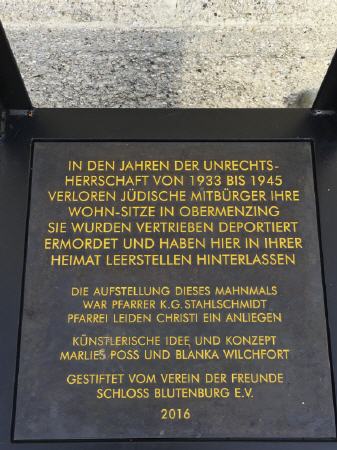 IN DEN JAHREN DER UNRECHTS-
HERRSCHAFT VON 1933 BIS 1945
VERLOREN JÜDISCHE MITBÜRGER IHRE
WOHN-SITZE IN OBERMENZING
SIE WURDEN VERTRIEBEN DEPORTIERT
ERMORDET UND HABEN HIER IN IHRER
HEIMAT LEERSTELLEN HINTERLASSEN
DIE AUFSTELLUNG DIESES MAHNMALS
WAR PFARRER K.G. STAHLSCHMIDT
PFARREI LEIDEN CHRISTI EIN ANLIEGEN
KÜNSTLERISCHE IDEE UND KONZEPT
MARLIES POSS UND BLANKA WILCHFORT
GESTIFTET VOM VEREIN DER FREUNDE
SCHLOSS BLUTENBURG E.V.
2016